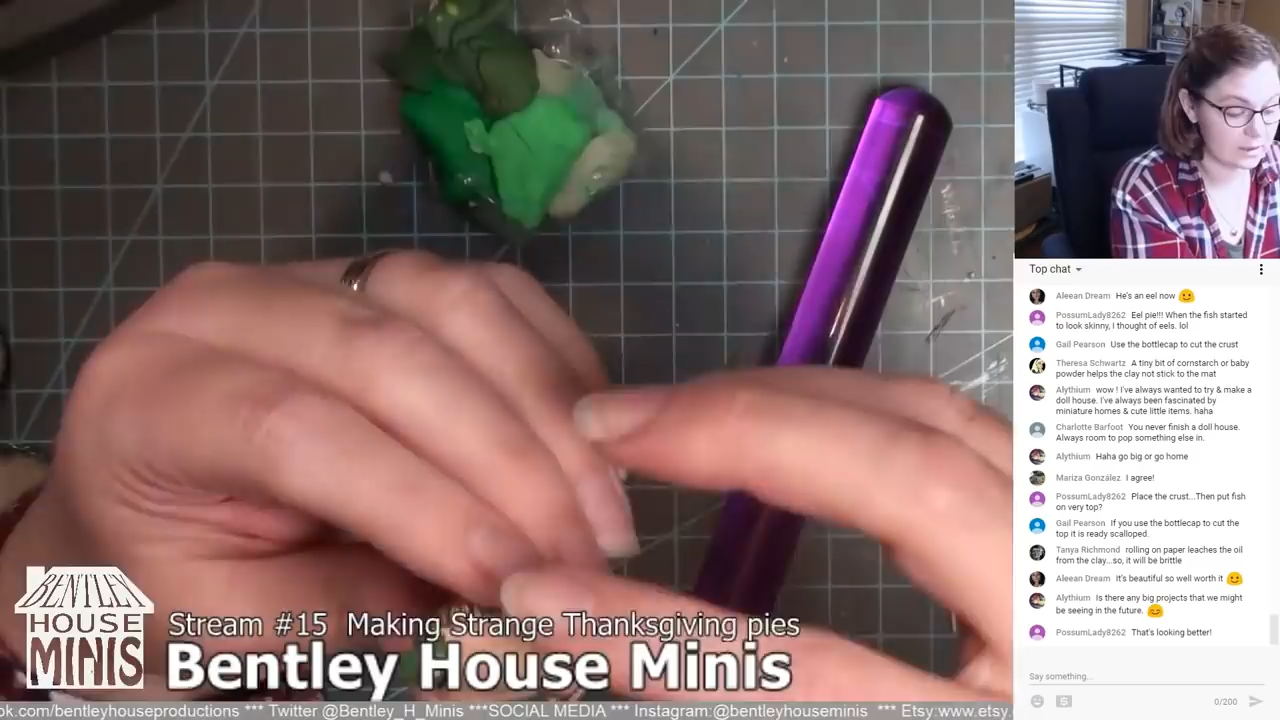 Top chat
Aleean Dream He's an eel now
PossumLady8262 Eel pie!!! When the fish started
to look skinny, I thought of eels. lol
Gail Pearson Use the bottlecap to cut the crust
Theresa Schwartz A tiny bit of cornstarch or baby
powder helps the clay not stick to the mat
Alythium wow ! I've always wanted to try & make a
doll house. I've always been fascinated by
miniature homes & cute little items. haha
Charlotte Barfoot You never finish a doll house.
Always room to pop something else in.
Alythium Haha go big or go home
Mariza González I agree!
PossumLady8262 Place the crust...Then put fish
on very top?
Gail Pearson If you use the bottlecap to cut the
top it is ready scalloped.
Tanya Richmond rolling on paper leaches the oil
from the clay...so, it will be brittle
Aleean Dream It's beautiful so well worth it
Alythium Is there any big projects that we might
be seeing in the future.
PossumLady8262 That's looking better!
Say something...
0/200
BENTLEY
HOUSE
MINIS
Stream #15 Making Strange Thanksgiving pies
Bentley House Minis
ok.com/bentleyhouseproductions *** Twitter @Bentley_H_Minis ***SOCIAL MEDIA *** Instagram:@bentleyhouseminis *** Etsy:www.etsy.